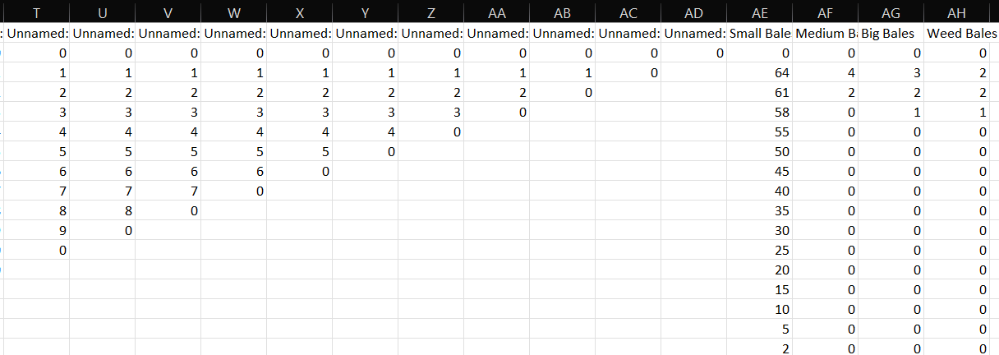 T U V W X Y Z AA AB AC AD AE AF AG AH
: Unnamed: Unnamed: Unnamed: Unnamed: Unnamed: Unnamed: Unnamed: Unnamed: Unnamed: Unnamed: Unnamed: Small Bale Medium Ba Big Bales Weed Bales
0 0 0 0 0 0 0 0 0 0 0 0 0 0 0
1 1 1 1 1 1 1 1 1 0 64 4 3 2
2 2 2 2 2 2 2 2 0 61 2 2 2
3 3 3 3 3 3 3 0 58 0 1 1
4 4 4 4 4 4 0 55 0 0 0
5 5 5 5 5 0 50 0 0 0
6 6 6 6 0 45 0 0 0
7 7 7 0 40 0 0 0
8 8 0 35 0 0 0
9 0 30 0 0 0
0 25 0 0 0
20 0 0 0
15 0 0 0
10 0 0 0
5 0 0 0
2 0 0 0